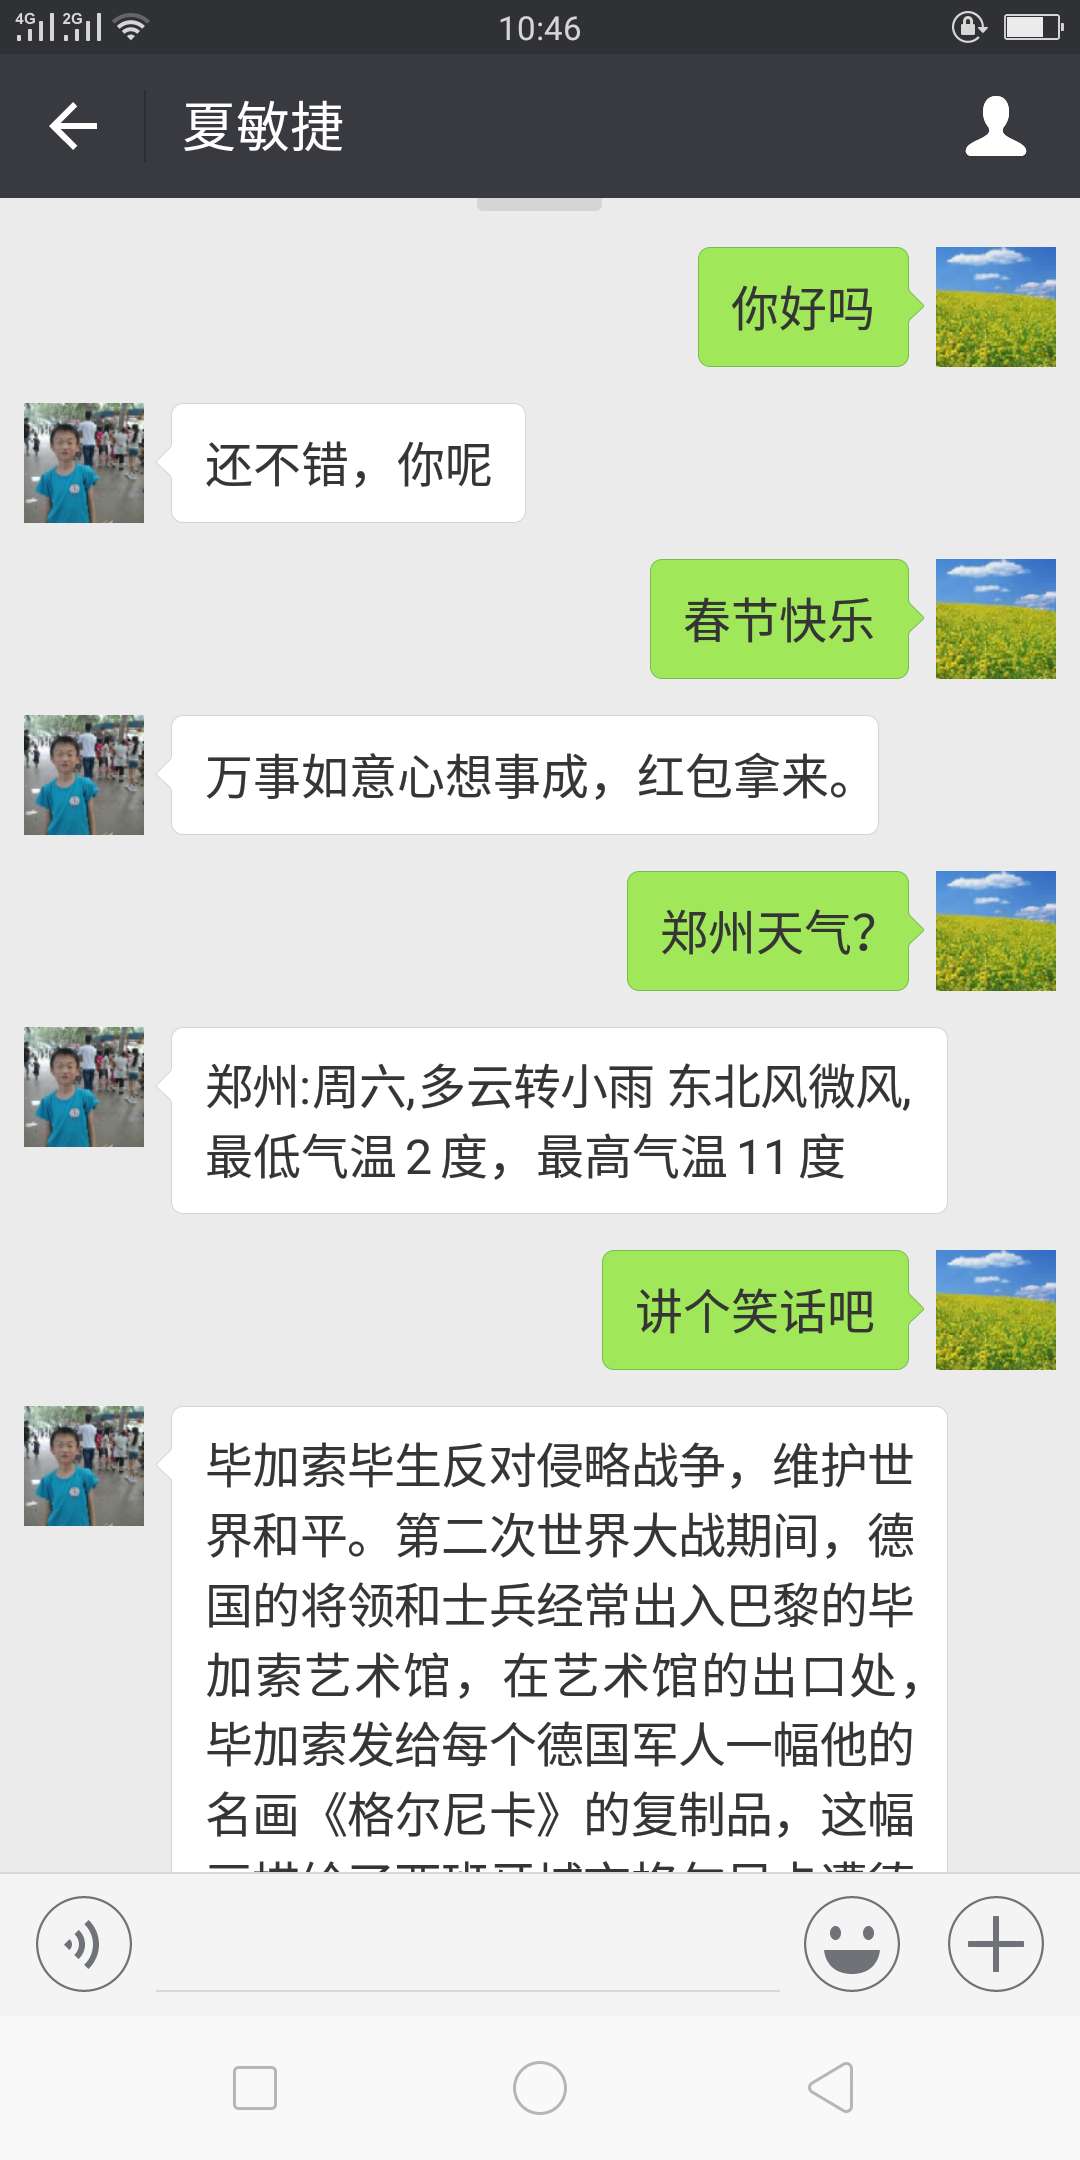 4G 2G 10:46
夏敏捷
你好吗
还不错，你呢
春节快乐
万事如意心想事成，红包拿来。
郑州天气？
郑州:周六,多云转小雨 东北风微风,
最低气温2度，最高气温11度
讲个笑话吧
毕加索毕生反对侵略战争，维护世
界和平。第二次世界大战期间，德
国的将领和士兵经常出入巴黎的毕
加索艺术馆，在艺术馆的出口处，
毕加索发给每个德国军人一幅他的
名画《格尔尼卡》的复制品，这幅